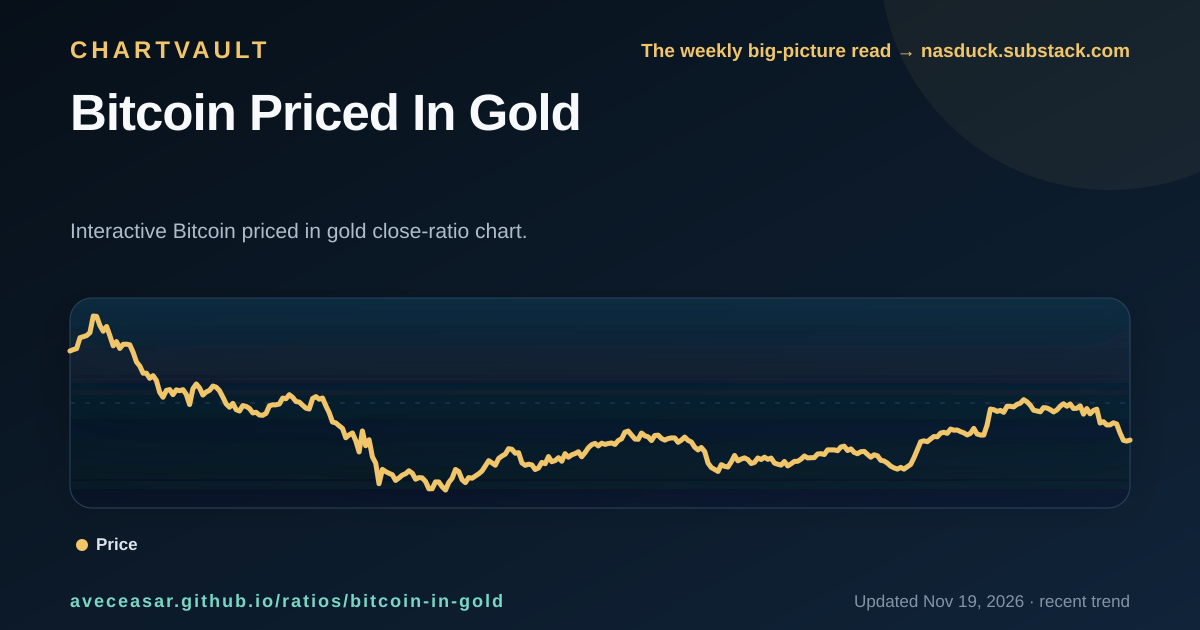 CHARTVAULT
The weekly big-picture read → nasduck.substack.com
Bitcoin Priced In Gold
Interactive Bitcoin priced in gold close-ratio chart.
Price
aveceasar.github.io/ratios/bitcoin-in-gold
Updated Nov 19, 2026 · recent trend